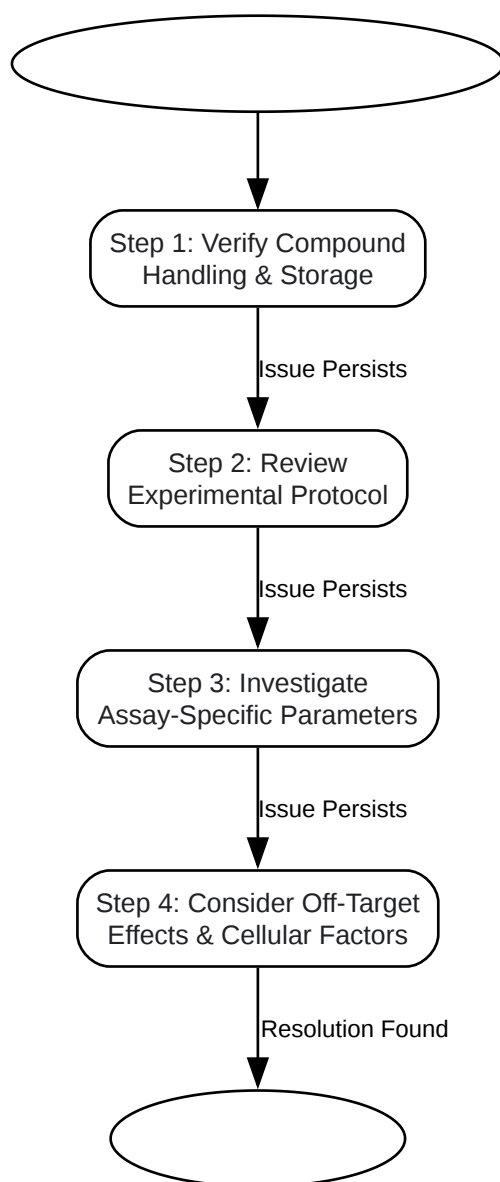 Step 1: Verify Compound
Handling & Storage
Issue Persists
Step 2: Review
Experimental Protocol
Issue Persists
Step 3: Investigate
Assay-Specific Parameters
Issue Persists
Step 4: Consider Off-Target
Effects & Cellular Factors
Resolution Found